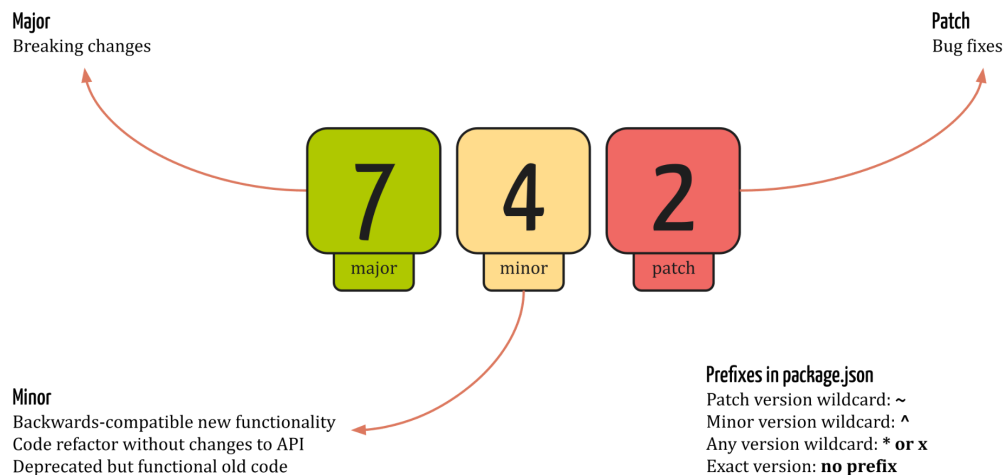 Major
Breaking changes
Patch
Bug fixes
7
4
2
major
minor
patch
Minor
Backwards-compatible new functionality
Code refactor without changes to API
Deprecated but functional old code
Prefixes in package.json
Patch version wildcard: ~
Minor version wildcard: ^
Any version wildcard: * or x
Exact version: no prefix